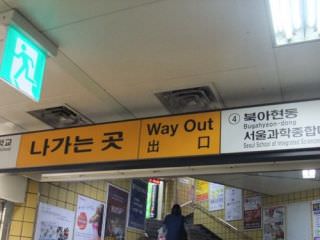 나가는 곳
Way Out
出 口
④ 북아현동
Bugahyeon-dong
서울과학종합
Seoul School of Integrated Sciences